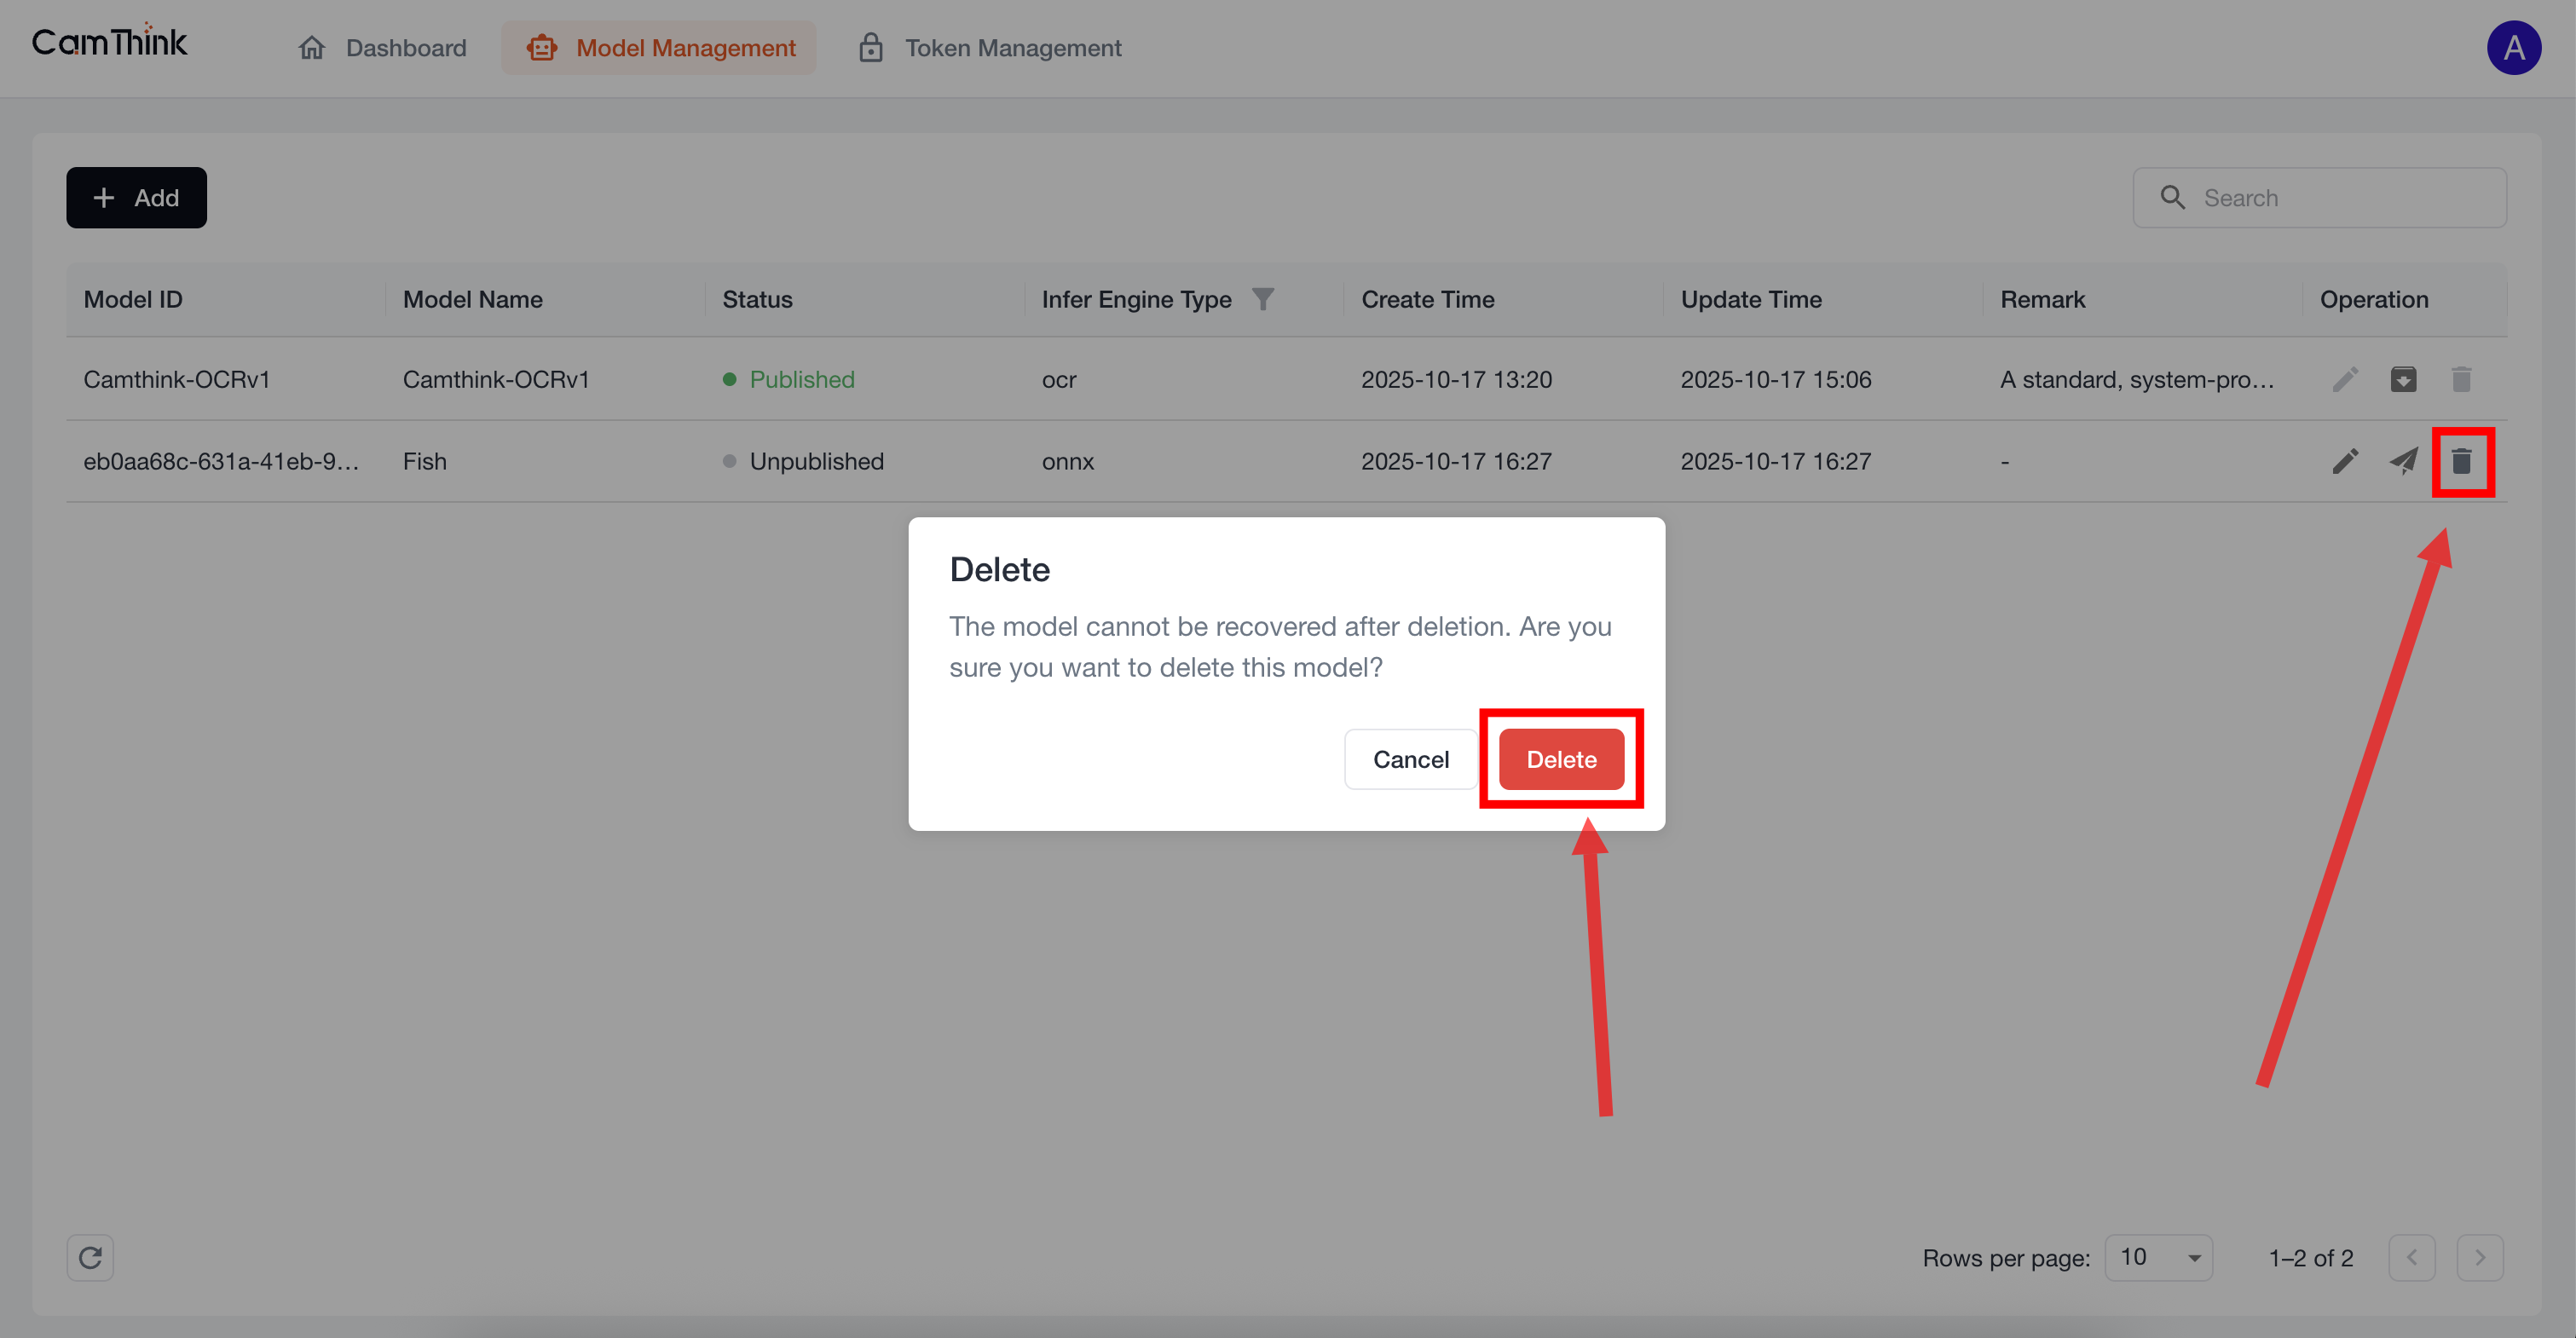 CamThink
Dashboard
Model Management
Token Management
A
Add
Search
Model ID Model Name Status Infer Engine Type Create Time Update Time Remark Operation
Camthink-OCRv1 Camthink-OCRv1 Published ocr 2025-10-17 13:20 2025-10-17 15:06 A standard, system-pro...
eb0aa68c-631a-41eb-9... Fish Unpublished onnx 2025-10-17 16:27 2025-10-17 16:27 -
Delete
The model cannot be recovered after deletion. Are you
sure you want to delete this model?
Cancel Delete
Rows per page: 10 1–2 of 2